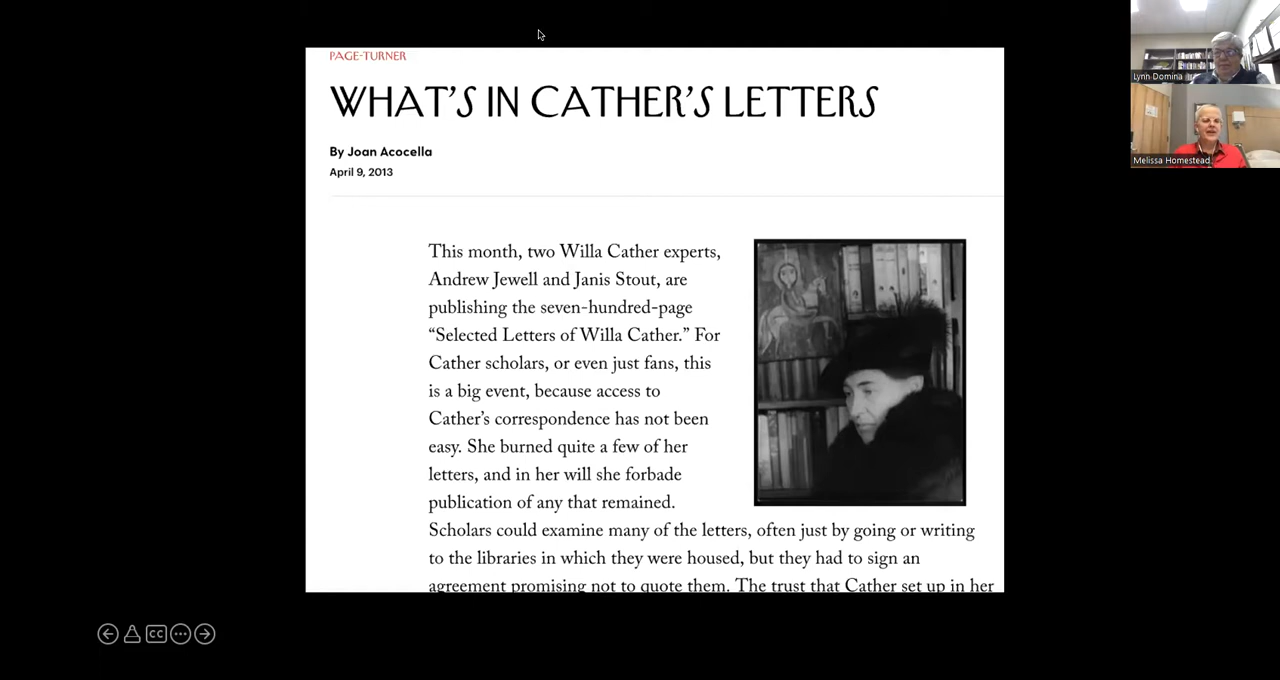 PAGE-TURNER
WHAT'S IN CATHER'S LETTERS
By Joan Acocella
April 9, 2013
This month, two Willa Cather experts,
Andrew Jewell and Janis Stout, are
publishing the seven-hundred-page
“Selected Letters of Willa Cather.” For
Cather scholars, or even just fans, this
is a big event, because access to
Cather’s correspondence has not been
easy. She burned quite a few of her
letters, and in her will she forbade
publication of any that remained.
Scholars could examine many of the letters, often just by going or writing
to the libraries in which they were housed, but they had to sign an
agreement promising not to quote them. The trust that Cather set up in her
Lynn Domina
Melissa Homestead
CC